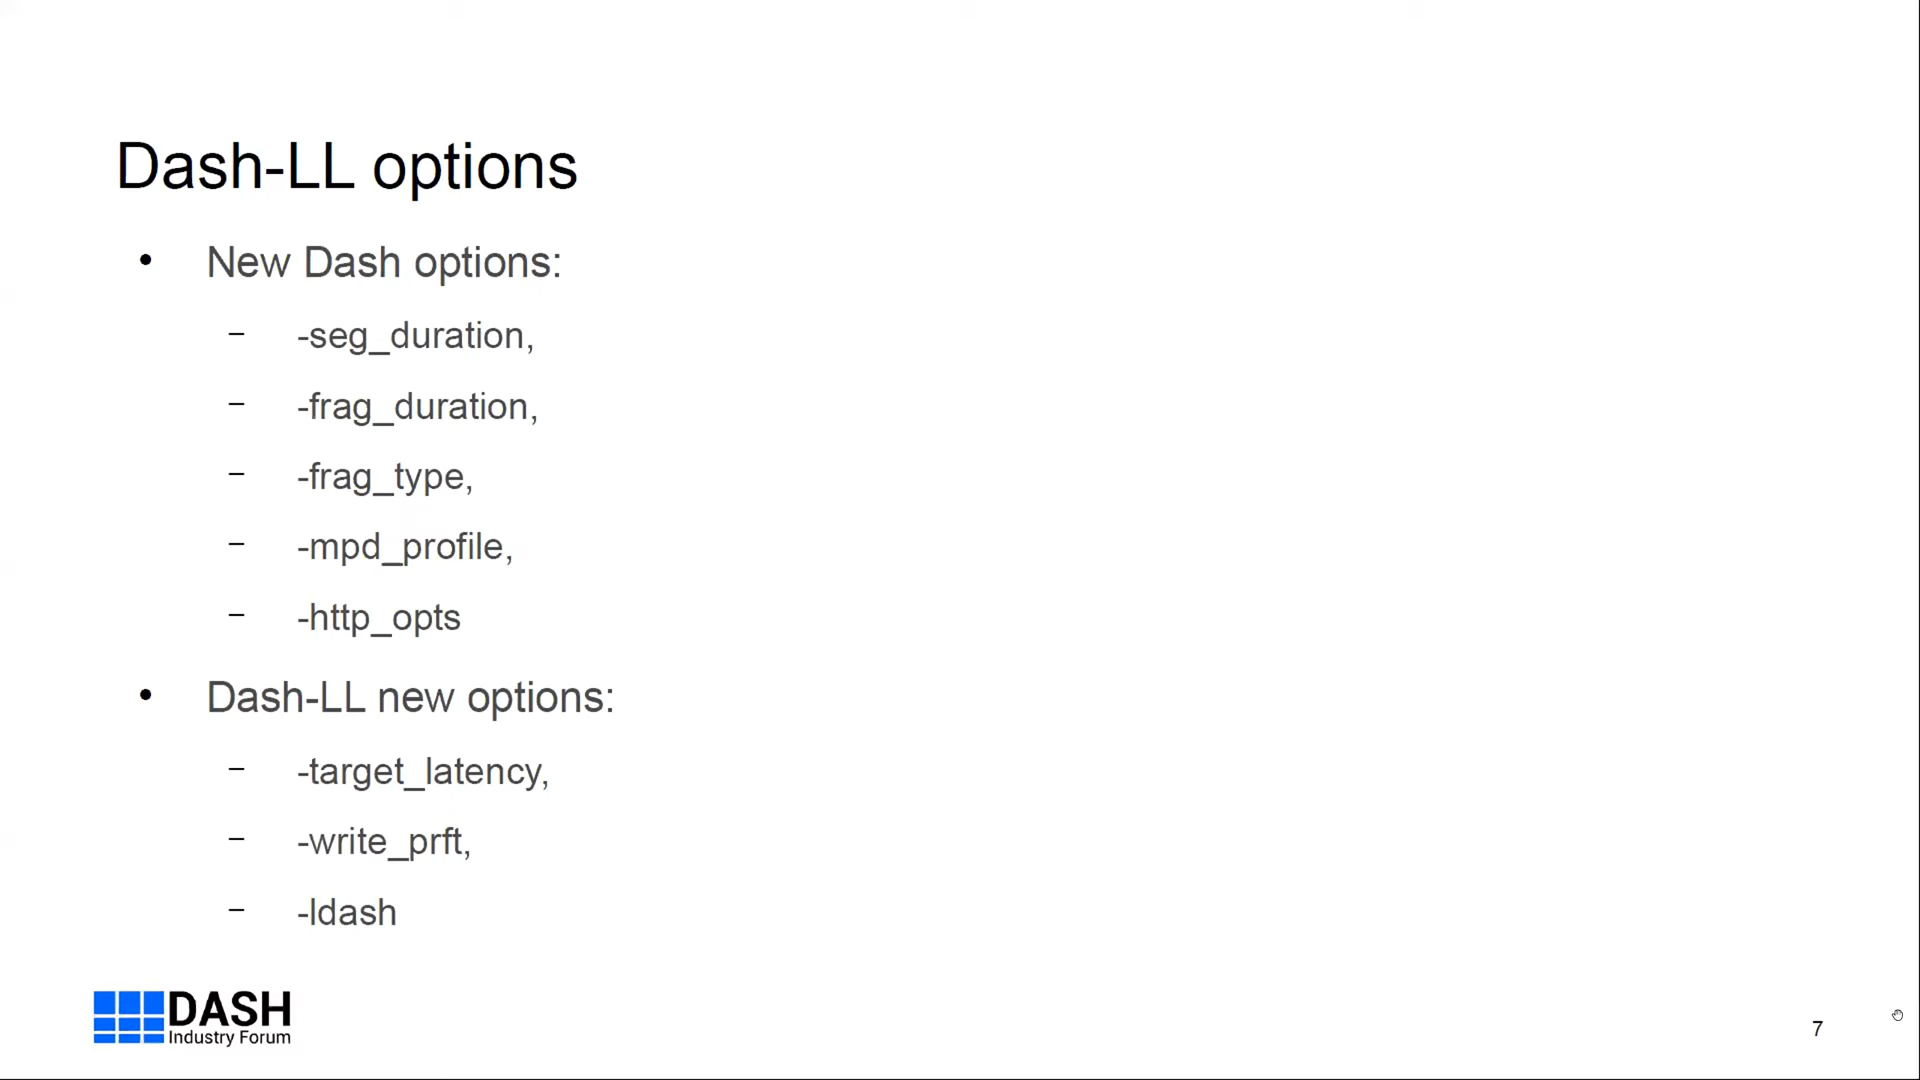 Dash-LL options
• New Dash options:
– -seg_duration,
– -frag_duration,
– -frag_type,
– -mpd_profile,
– -http_opts
• Dash-LL new options:
– -target_latency,
– -write_prft,
– -ldash
DASH
Industry Forum
7